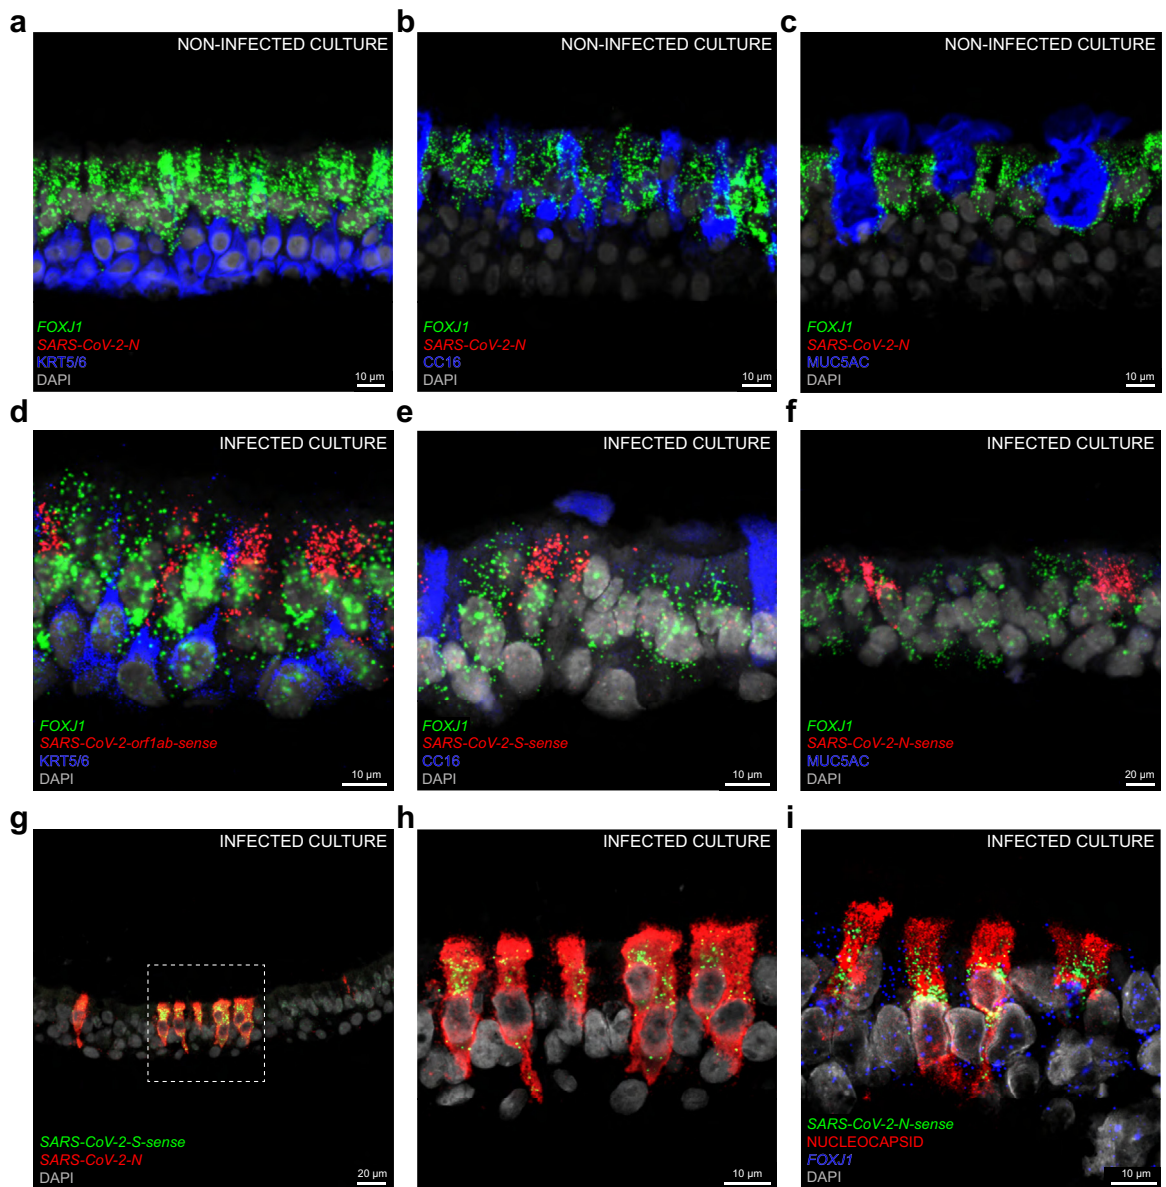 a
NON-INFECTED CULTURE
FOXJ1
SARS-CoV-2-N
KRT5/6
DAPI
10 µm
b
NON-INFECTED CULTURE
FOXJ1
SARS-CoV-2-N
CC16
DAPI
10 µm
c
NON-INFECTED CULTURE
FOXJ1
SARS-CoV-2-N
MUC5AC
DAPI
10 µm
d
INFECTED CULTURE
FOXJ1
SARS-CoV-2-orf1ab-sense
KRT5/6
DAPI
10 µm
e
INFECTED CULTURE
FOXJ1
SARS-CoV-2-S-sense
CC16
DAPI
10 µm
f
INFECTED CULTURE
FOXJ1
SARS-CoV-2-N-sense
MUC5AC
DAPI
20 µm
g
INFECTED CULTURE
SARS-CoV-2-S-sense
SARS-CoV-2-N
DAPI
20 µm
h
INFECTED CULTURE
10 µm
i
INFECTED CULTURE
SARS-CoV-2-N-sense
NUCLEOCAPSID
FOXJ1
DAPI
10 µm